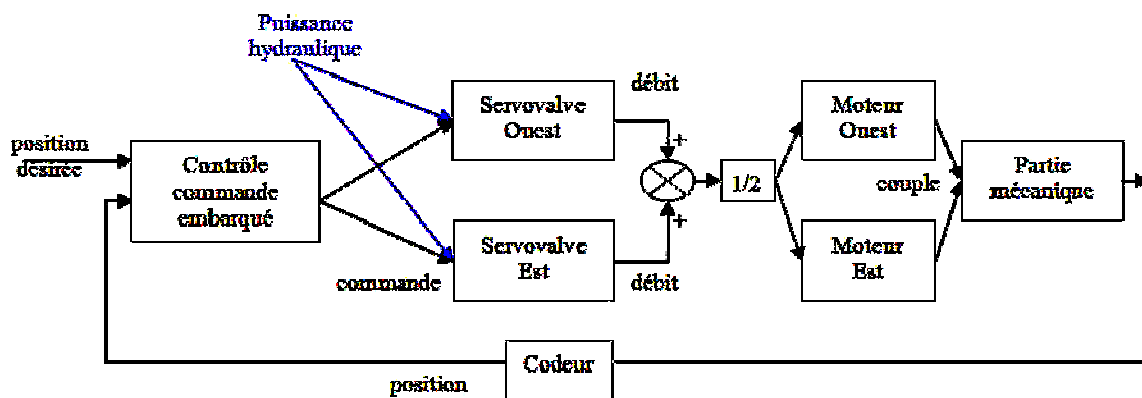 Puissance
hydraulique
position
désirée
Contrôle
commande
embarqué
Servovalve
Ouest
débit
+
Servovalve
Est
commande
débit
+
1/2
Moteur
Ouest
couple
Moteur
Est
Partie
mécanique
Codeur
position